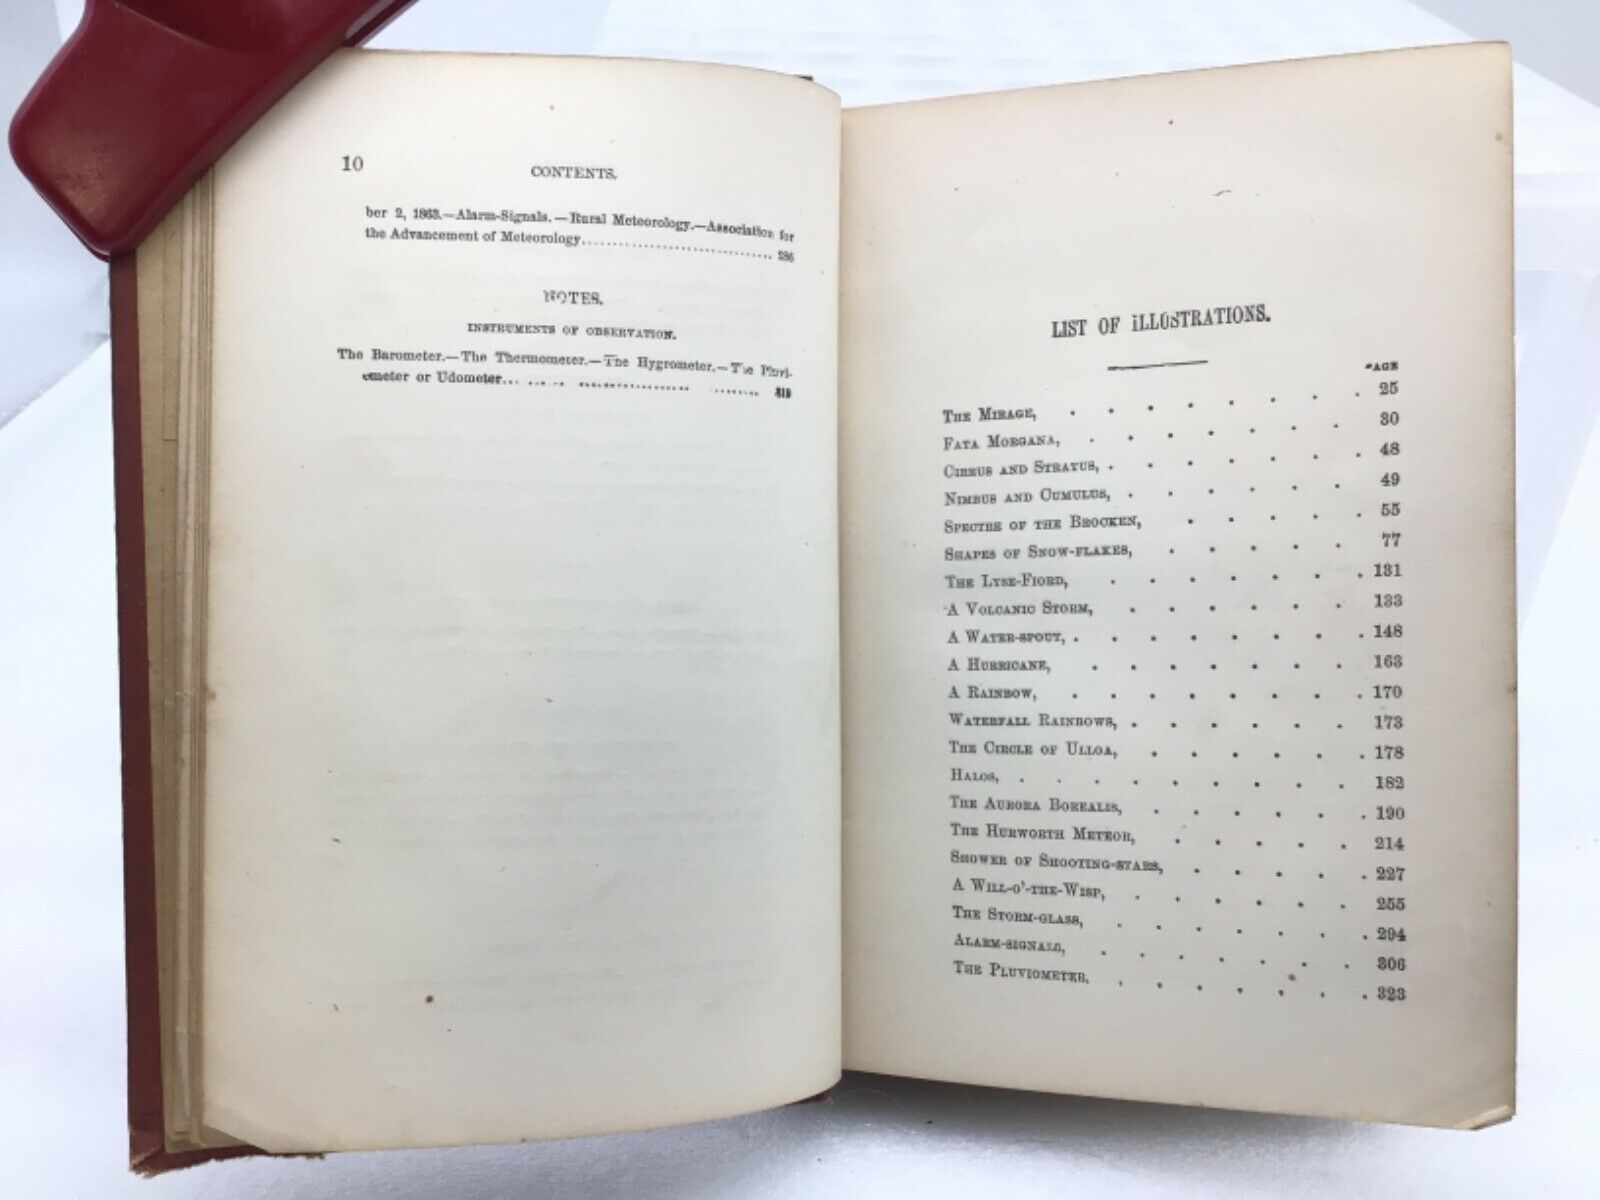 10
CONTENTS.
ber 2, 1863.—Alarm-Signals.—Rural Meteorology.—Association for
the Advancement of Meteorology.................................. 286
NOTES.
INSTRUMENTS OF OBSERVATION.
The Barometer.—The Thermometer.—The Hygrometer.—The Pluvi-
ometer or Udometer.................................. 319
LIST OF ILLUSTRATIONS.
PAGE
THE MIRAGE, . . . . . . . . 25
FATA MORGANA, . . . . . . . 30
CIRRUS AND STRATUS, . . . . . . . 48
NIMBUS AND CUMULUS, . . . . . . 49
SPECTRE OF THE BROCKEN, . . . . . 55
SHAPES OF SNOW-FLAKES, . . . . . 77
THE LYSE-FIORD, . . . . . . . 131
A VOLCANIC STORM, . . . . . . 133
A WATER-SPOUT, . . . . . . . . 148
A HURRICANE, . . . . . . . 163
A RAINBOW, . . . . . . . . 170
WATERFALL RAINBOWS, . . . . . . 173
THE CIRCLE OF ULLOA, . . . . . . 178
HALOS, . . . . . . . . . 182
THE AURORA BOREALIS, . . . . . . 190
THE HURWORTH METEOR, . . . . . 214
SHOWER OF SHOOTING-STARS, . . . . . 227
A WILL-O'-THE-WISP, . . . . . . 255
THE STORM-GLASS, . . . . . . . 294
ALARM-SIGNALS, . . . . . . . 306
THE PLUVIOMETER, . . . . . . . 323